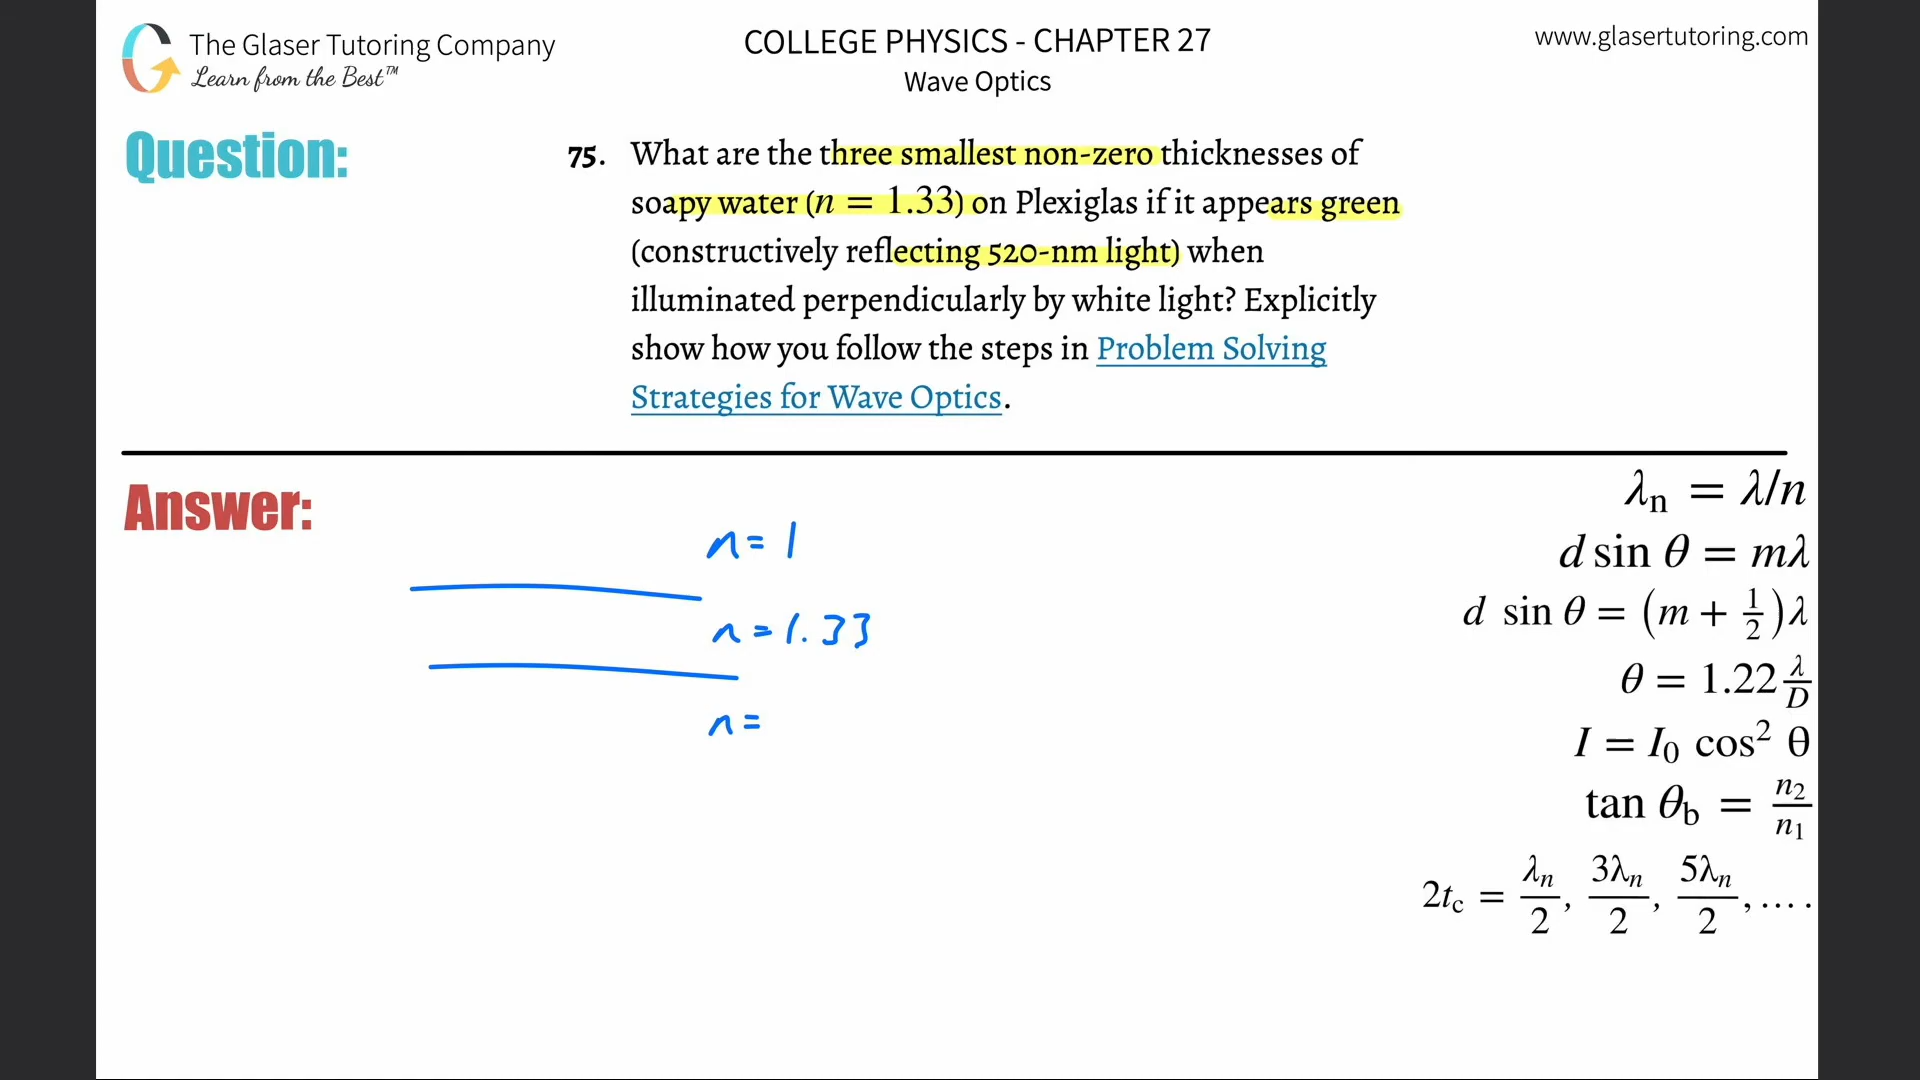 The Glaser Tutoring Company
Learn from the Best™
COLLEGE PHYSICS - CHAPTER 27
Wave Optics
www.glasertutoring.com
Question:
75. What are the three smallest non-zero thicknesses of
soapy water (n = 1.33) on Plexiglas if it appears green
(constructively reflecting 520-nm light) when
illuminated perpendicularly by white light? Explicitly
show how you follow the steps in Problem Solving
Strategies for Wave Optics.
Answer:
n = 1
n = 1.33
n =
λn = λ/n
d sin θ = mλ
d sin θ = (m + 1/2)λ
θ = 1.22 λ/D
I = I₀ cos² θ
tan θb = n₂/n₁
2tc = λn/2, 3λn/2, 5λn/2, ....